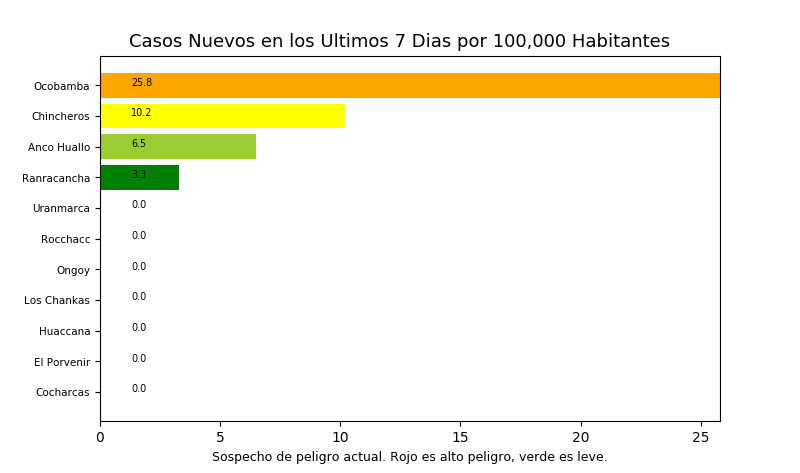 Casos Nuevos en los Ultimos 7 Dias por 100,000 Habitantes
Ocobamba 25.8
Chincheros 10.2
Anco Huallo 6.5
Ranracancha 3.3
Uranmarca 0.0
Rocchacc 0.0
Ongoy 0.0
Los Chankas 0.0
Huaccana 0.0
El Porvenir 0.0
Cocharcas 0.0
0 5 10 15 20 25
Sospecho de peligro actual. Rojo es alto peligro, verde es leve.